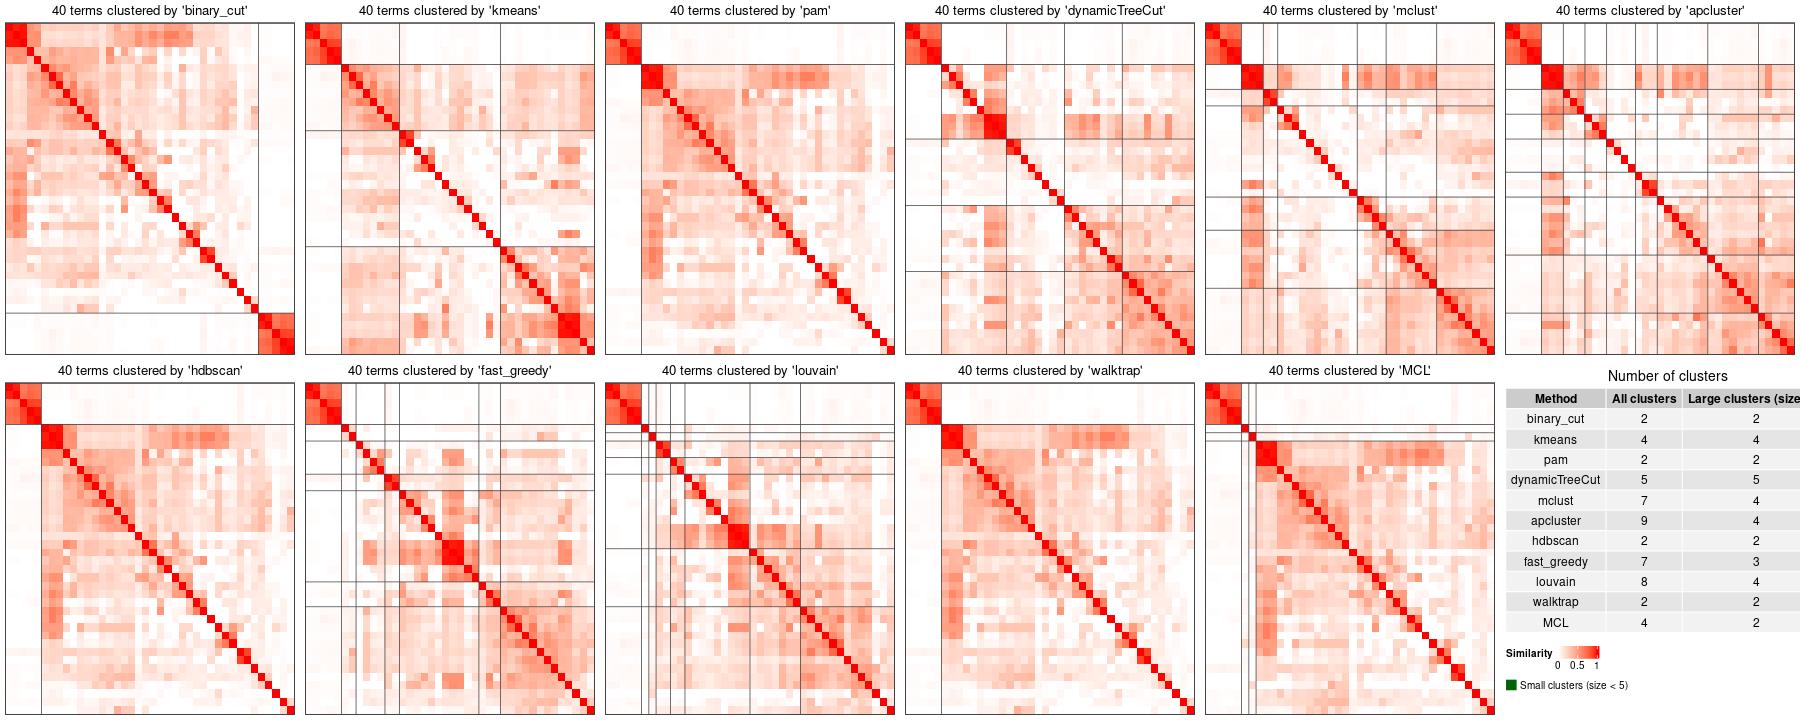 40 terms clustered by 'binary_cut'
40 terms clustered by 'kmeans'
40 terms clustered by 'pam'
40 terms clustered by 'dynamicTreeCut'
40 terms clustered by 'mclust'
40 terms clustered by 'apcluster'
40 terms clustered by 'hdbscan'
40 terms clustered by 'fast_greedy'
40 terms clustered by 'louvain'
40 terms clustered by 'walktrap'
40 terms clustered by 'MCL'
Number of clusters
Method All clusters Large clusters (size
binary_cut 2 2
kmeans 4 4
pam 2 2
dynamicTreeCut 5 5
mclust 7 4
apcluster 9 4
hdbscan 2 2
fast_greedy 7 3
louvain 8 4
walktrap 2 2
MCL 4 2
Similarity
0 0.5 1
Small clusters (size < 5)